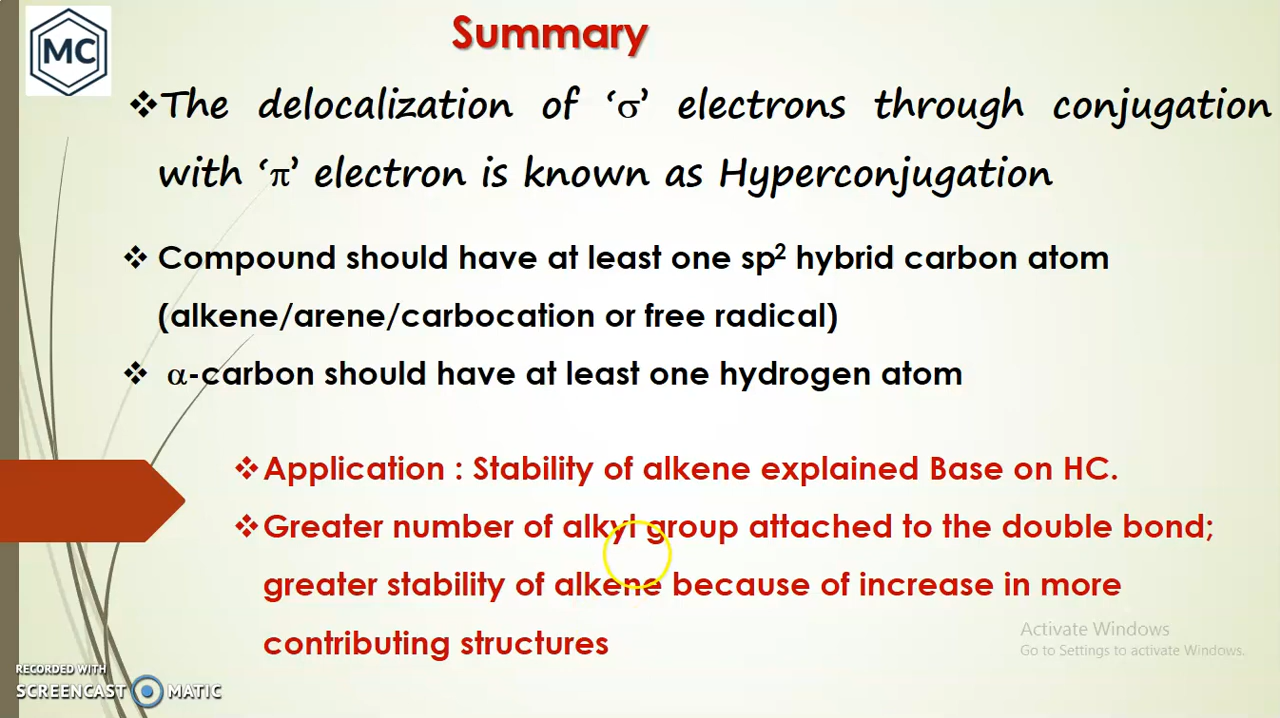 MC
Summary
❖The delocalization of ‘σ’ electrons through conjugation
with ‘π’ electron is known as Hyperconjugation
❖ Compound should have at least one sp² hybrid carbon atom
(alkene/arene/carbocation or free radical)
❖ α-carbon should have at least one hydrogen atom
❖Application : Stability of alkene explained Base on HC.
❖Greater number of alkyl group attached to the double bond;
greater stability of alkene because of increase in more
contributing structures
Activate Windows
Go to Settings to activate Windows.
RECORDED WITH
SCREENCAST MATIC